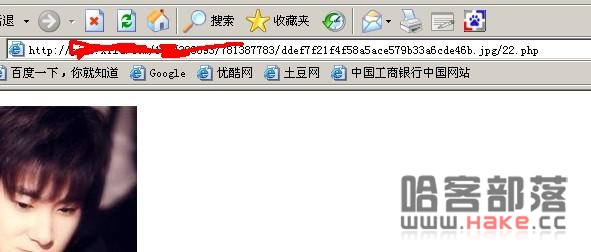 后退 搜索 收藏夹
http:// /781387783/ddef7f21f4f58a5ace579b33a6cde46b.jpg/22.php
百度一下，你就知道 Google 优酷网 土豆网 中国工商银行中国网站
哈客部落
www.HAKE.cc